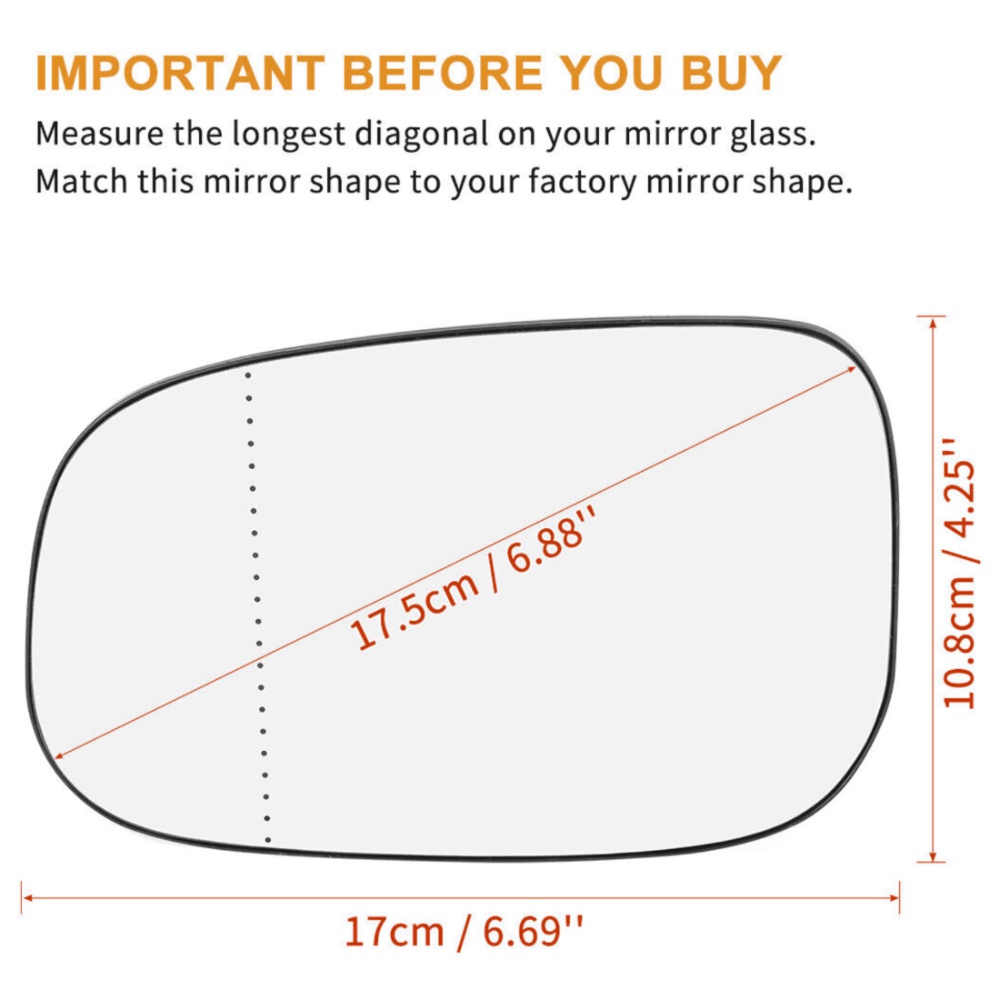 IMPORTANT BEFORE YOU BUY
Measure the longest diagonal on your mirror glass.
Match this mirror shape to your factory mirror shape.
17.5cm / 6.88''
10.8cm / 4.25''
17cm / 6.69''